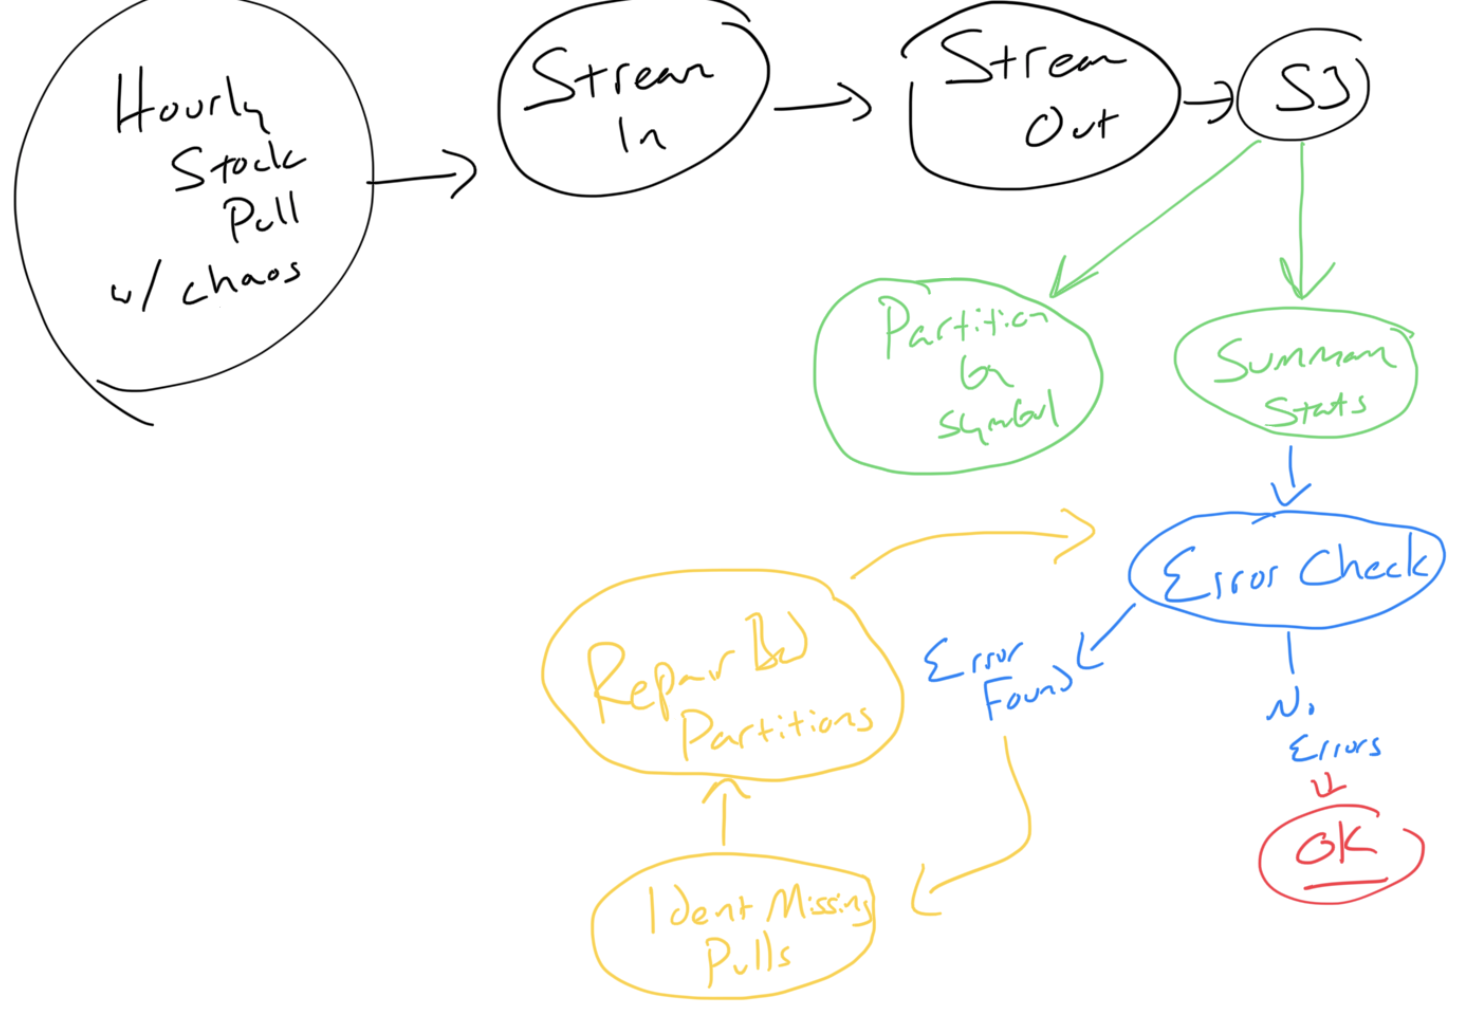 Hourly
Stock
Pull
w/ chaos
Stream
In
Stream
Out
S3
Partition
by
Symbol
Summary
Stats
Error Check
Error
Found
No
Errors
OK
Repair Bad
Partitions
Ident Missing
Pulls